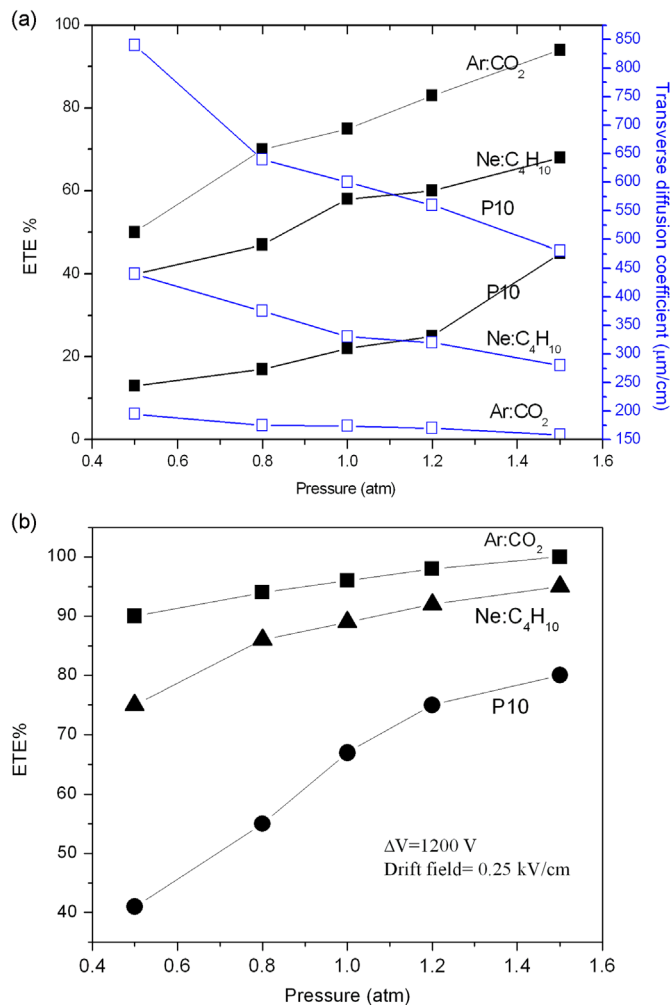 (a)
100
80
60
40
20
0
ETE %
0.4 0.6 0.8 1.0 1.2 1.4 1.6
Pressure (atm)
850
800
750
700
650
600
550
500
450
400
350
300
250
200
150
Transverse diffusion coefficient (μm/cm)
Ar:CO2
Ne:C4H10
P10
P10
Ne:C4H10
Ar:CO2
(b)
100
90
80
70
60
50
40
ETE%
0.4 0.6 0.8 1.0 1.2 1.4 1.6
Pressure (atm)
Ar:CO2
Ne:C4H10
P10
ΔV=1200 V
Drift field= 0.25 kV/cm